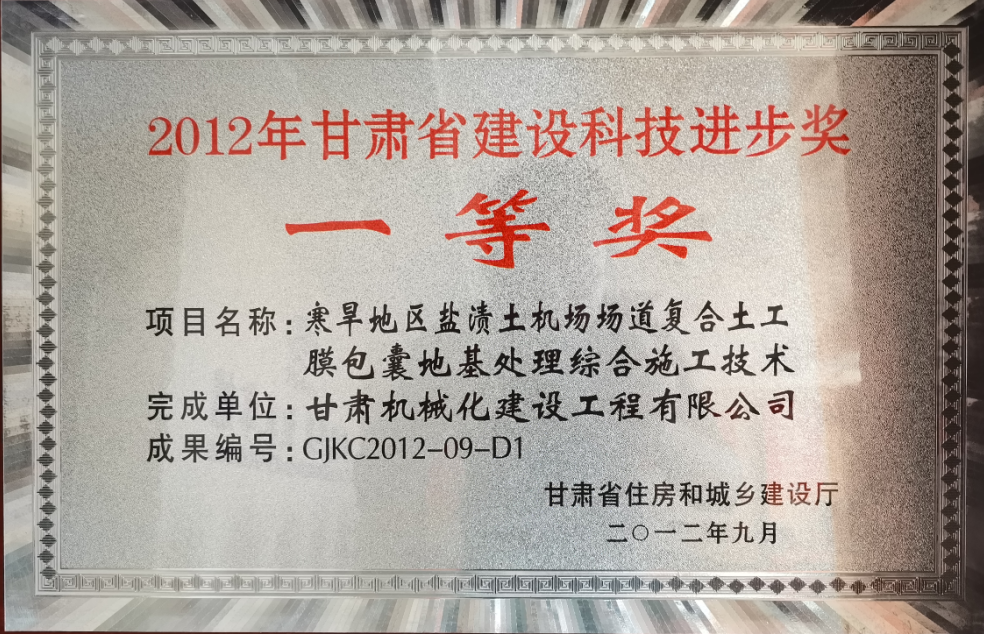 2012年甘肃省建设科技进步奖
一等奖
项目名称:寒旱地区盐渍土机场场道复合土工
膜包囊地基处理综合施工技术
完成单位:甘肃机械化建设工程有限公司
成果编号:GJKC2012-09-D1
甘肃省住房和城乡建设厅
二〇一二年九月